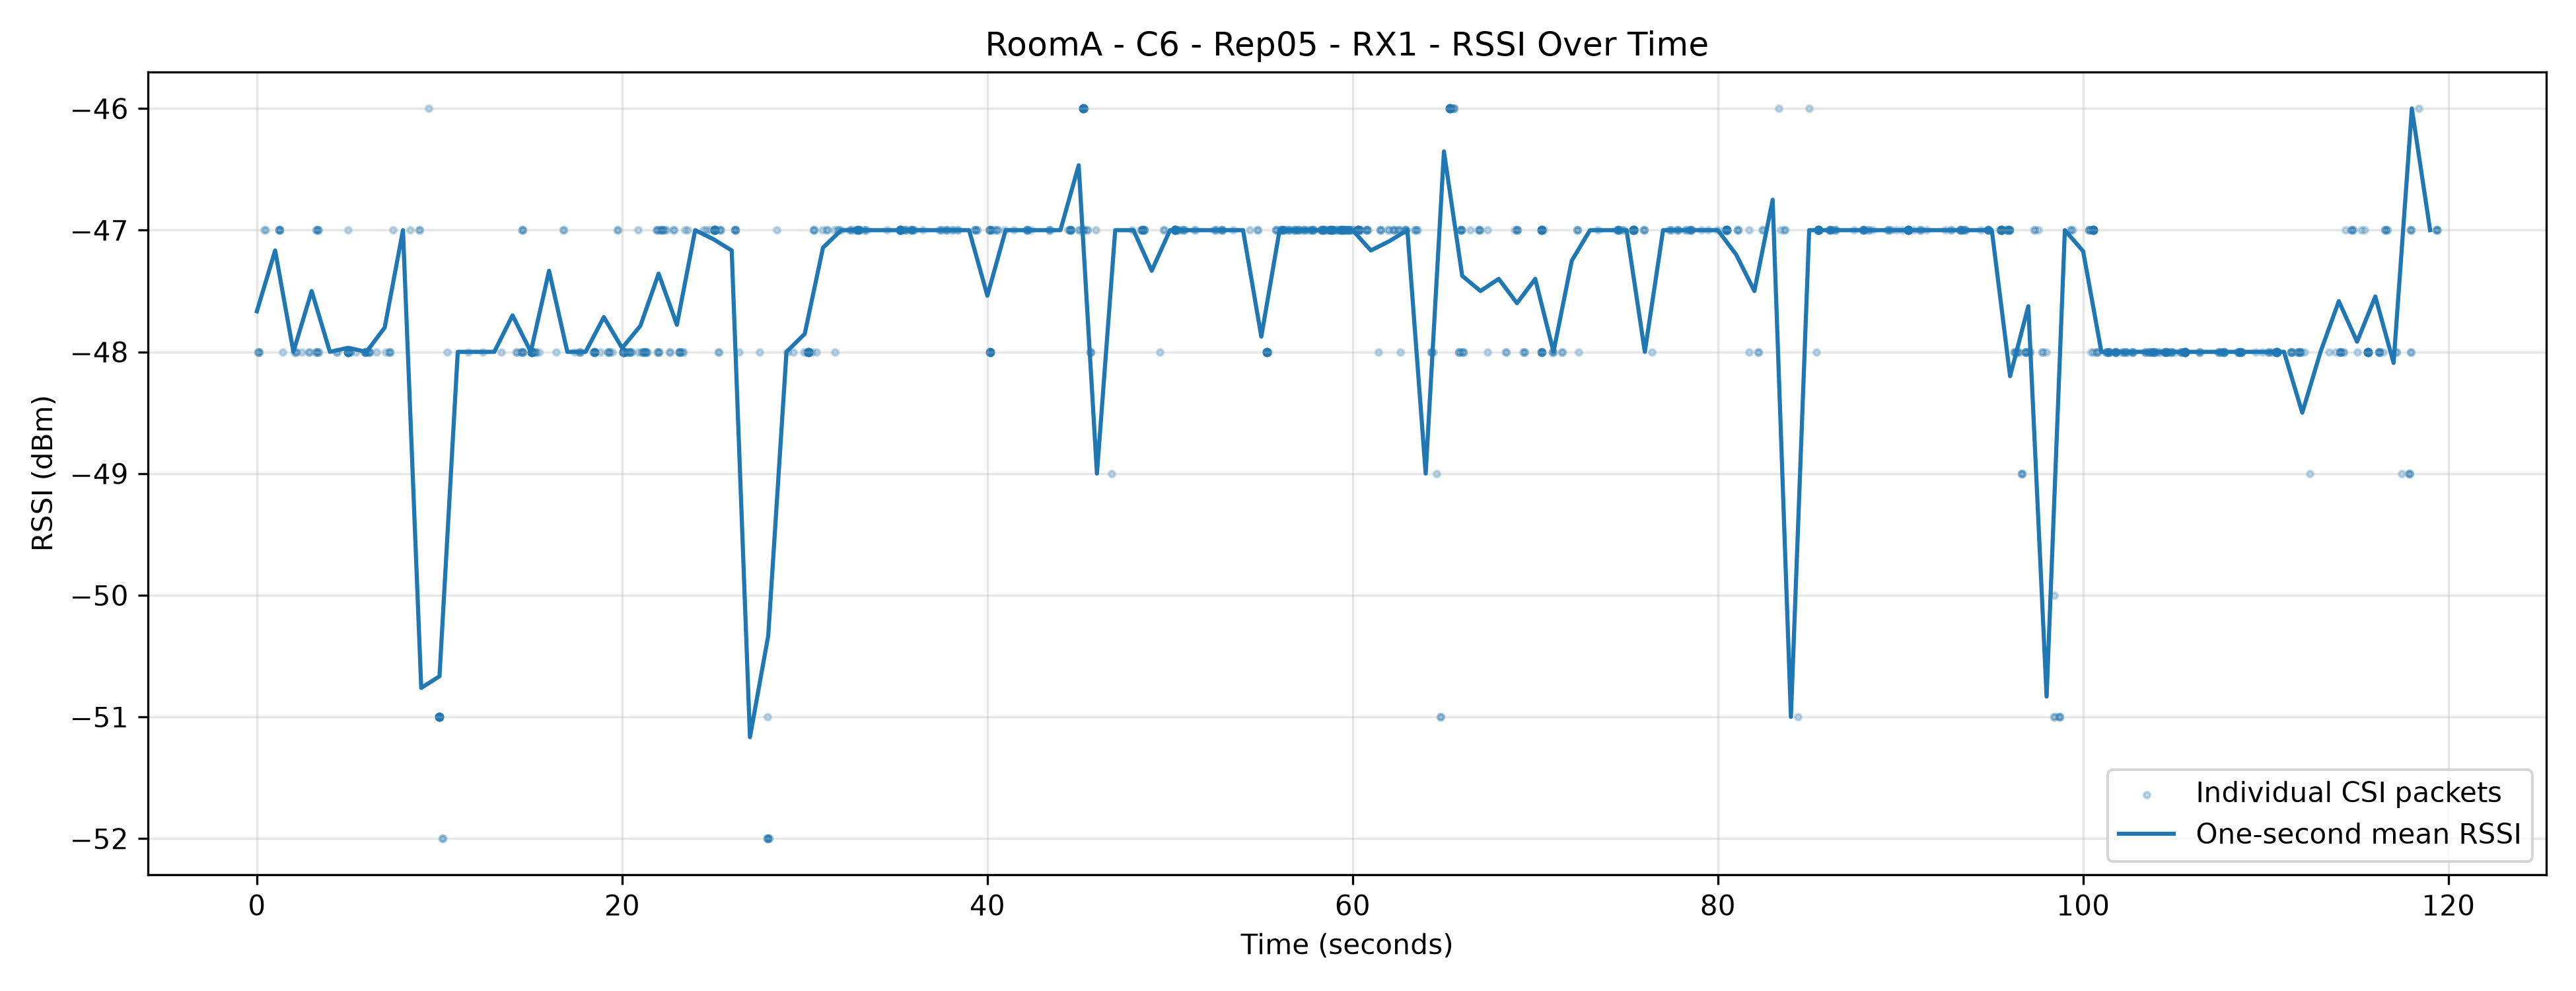 RoomA - C6 - Rep05 - RX1 - RSSI Over Time
RSSI (dBm)
−46
−47
−48
−49
−50
−51
−52
0 20 40 60 80 100 120
Time (seconds)
Individual CSI packets
One-second mean RSSI